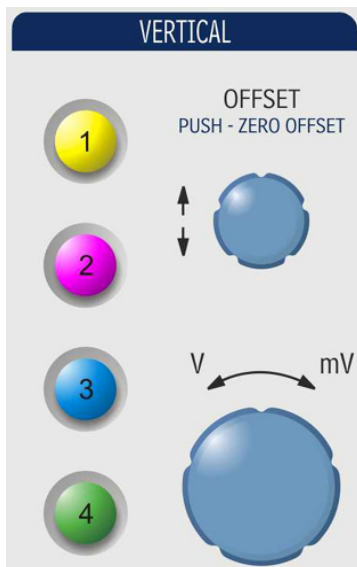 VERTICAL
OFFSET
PUSH - ZERO OFFSET
1
2
3
4
V mV